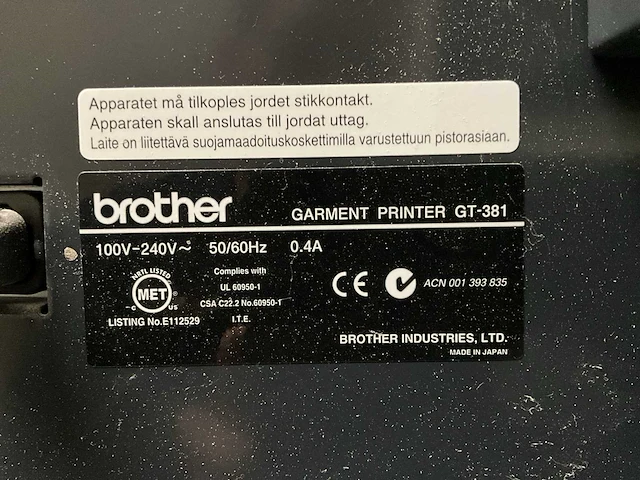 Apparatet må tilkoples jordet stikkontakt.
Apparaten skall anslutas till jordat uttag.
Laite on liitettävä suojamaadoituskoskettimilla varustettuun pistorasiaan.
brother GARMENT PRINTER GT-381
100V-240V~ 50/60Hz 0.4A
NRTL LISTED
MET
C US
LISTING No.E112529
Complies with
UL 60950-1
CSA C22.2 No.60950-1
I.T.E.
CE ACN 001 393 835
BROTHER INDUSTRIES, LTD.
MADE IN JAPAN